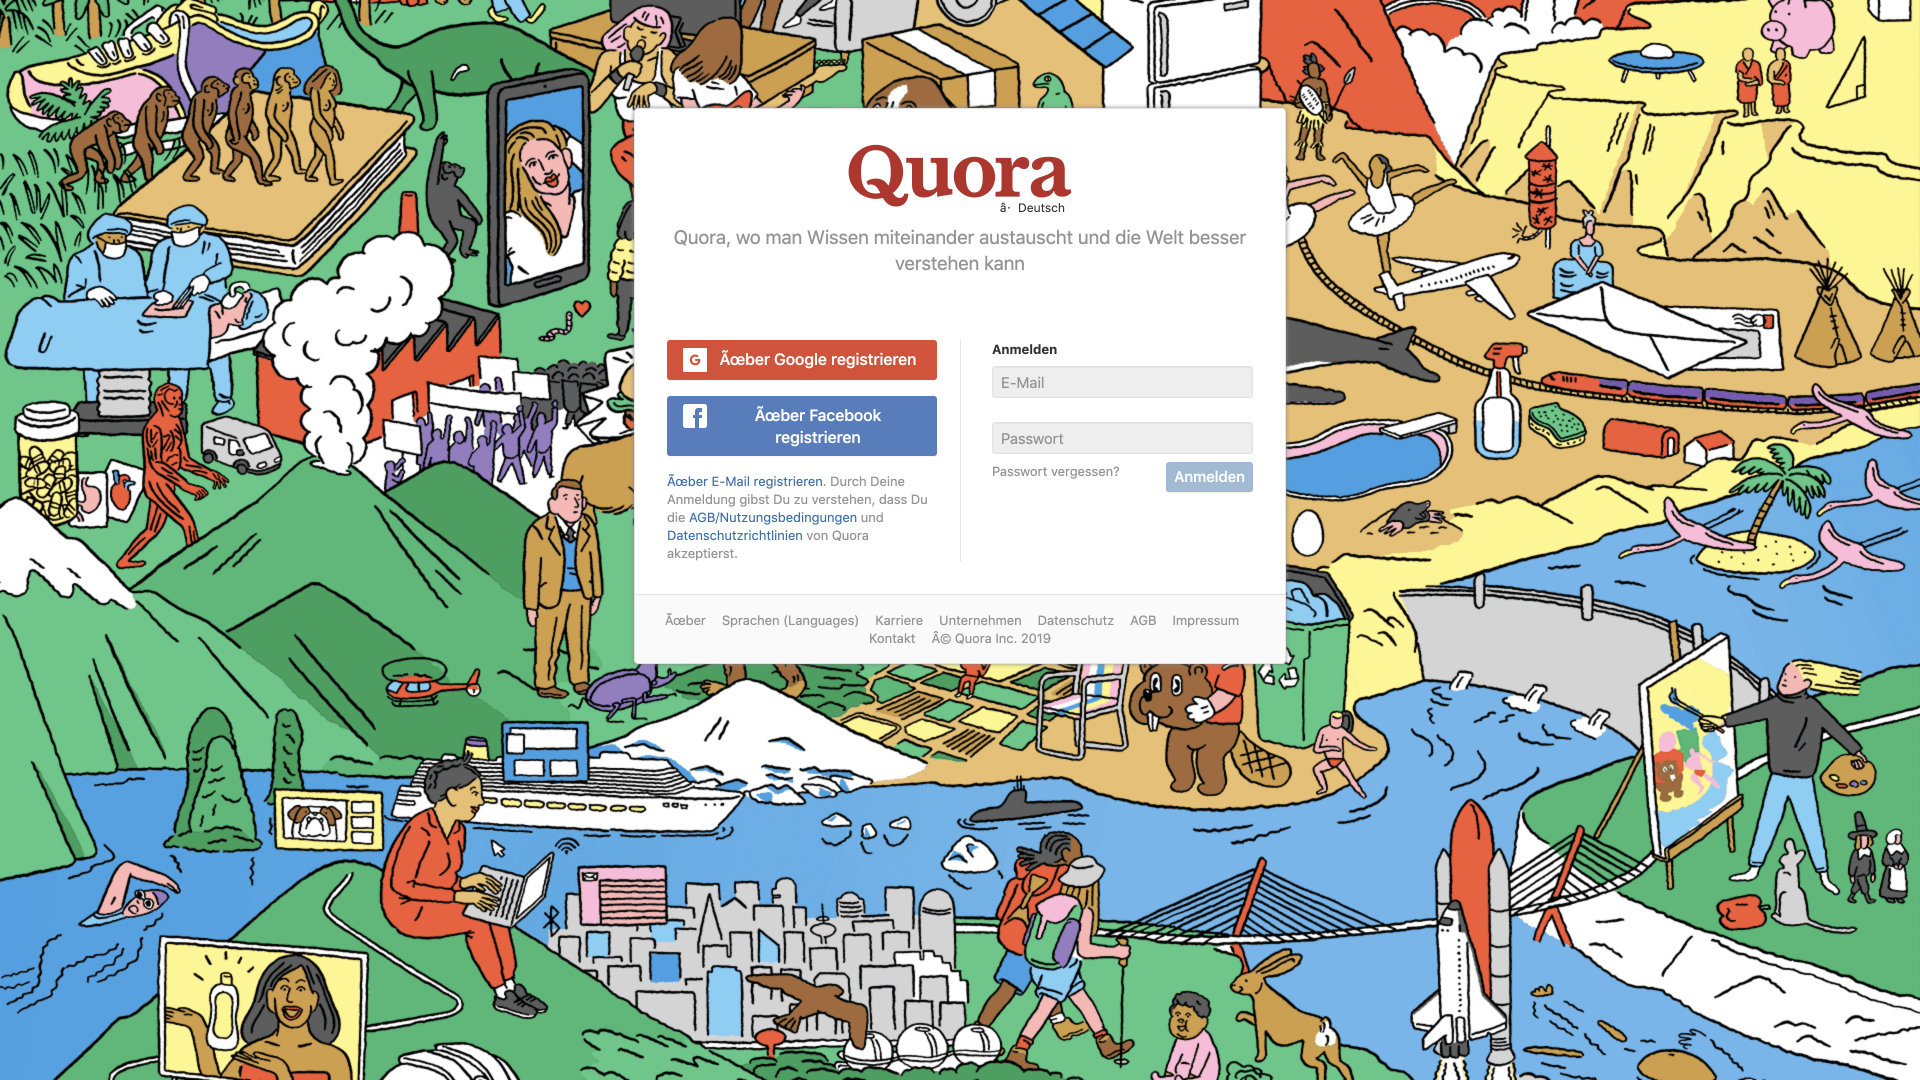 Quora
â· Deutsch
Quora, wo man Wissen miteinander austauscht und die Welt besser
verstehen kann
Ãœber Google registrieren
Ãœber Facebook
registrieren
Ãœber E-Mail registrieren. Durch Deine
Anmeldung gibst Du zu verstehen, dass Du
die AGB/Nutzungsbedingungen und
Datenschutzrichtlinien von Quora
akzeptierst.
Anmelden
E-Mail
Passwort
Passwort vergessen?
Anmelden
Ãœber Sprachen (Languages) Karriere Unternehmen Datenschutz AGB Impressum
Kontakt Â© Quora Inc. 2019